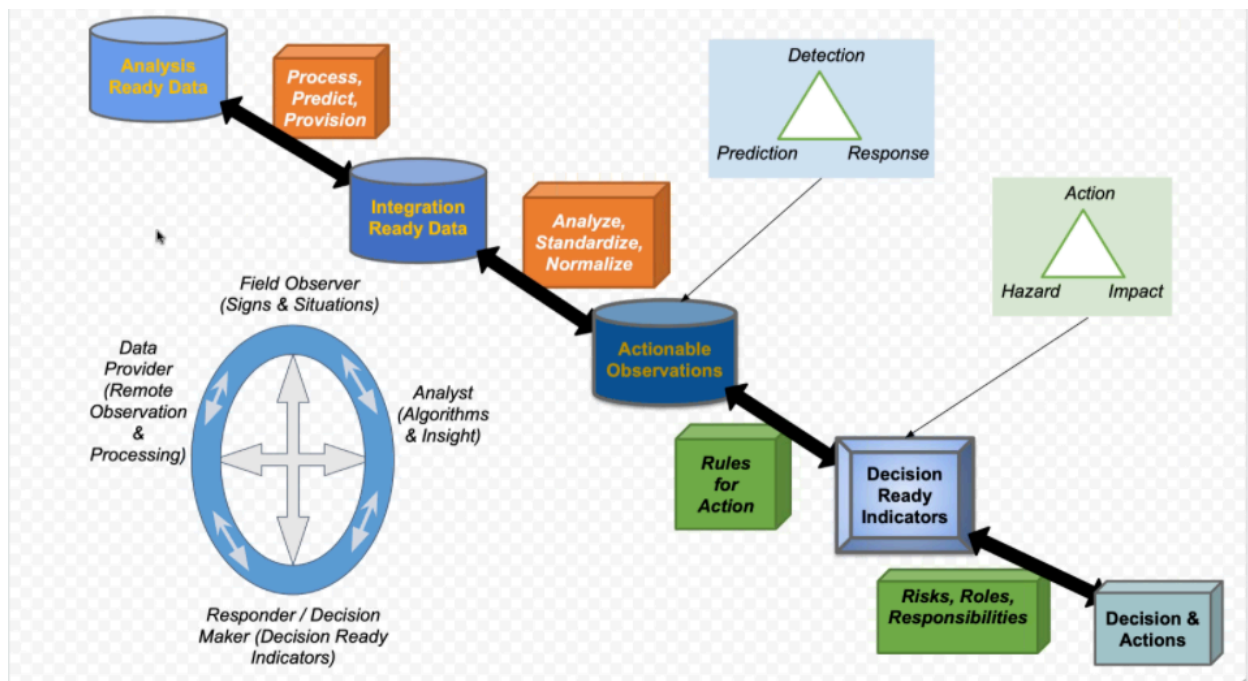 Analysis
Ready Data
Process,
Predict,
Provision
Integration
Ready Data
Analyze,
Standardize,
Normalize
Detection
Prediction
Response
Action
Hazard
Impact
Actionable
Observations
Rules
for
Action
Decision
Ready
Indicators
Risks, Roles,
Responsibilities
Decision &
Actions
Field Observer
(Signs & Situations)
Data
Provider
(Remote
Observation
&
Processing)
Analyst
(Algorithms
& Insight)
Responder / Decision
Maker (Decision Ready
Indicators)